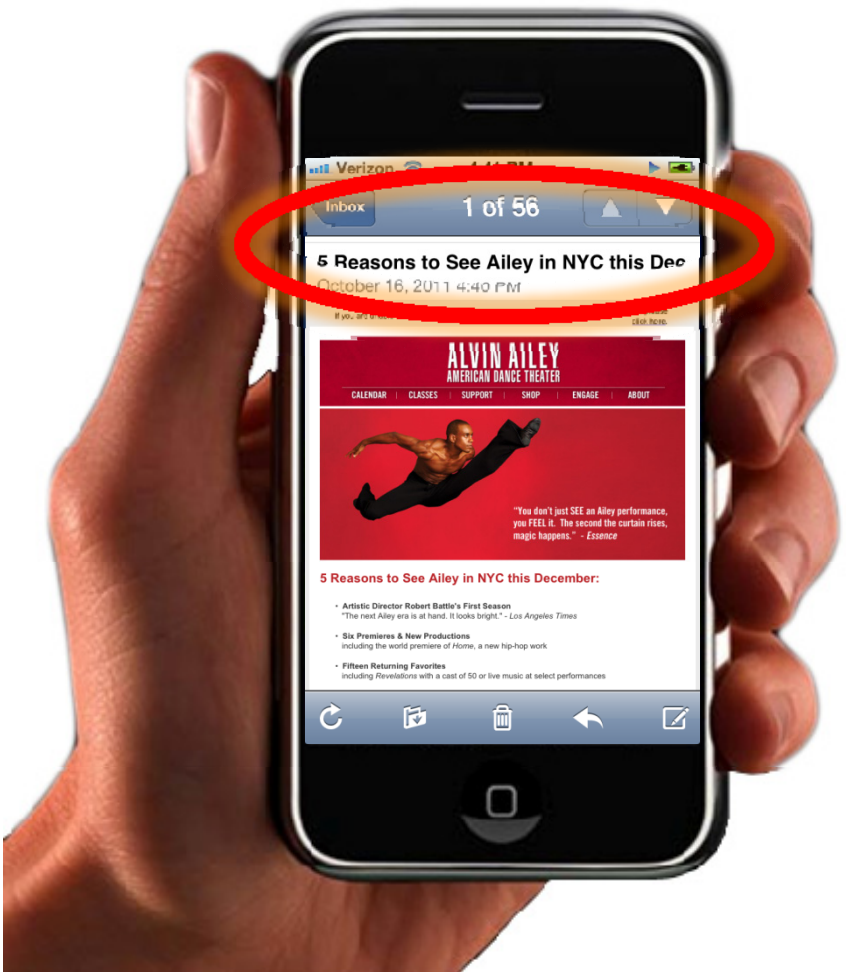 Verizon
Inbox
1 of 56
5 Reasons to See Ailey in NYC this Dec
October 16, 2011 4:40 PM
If you are
click here.
ALVIN AILEY
AMERICAN DANCE THEATER
CALENDAR | CLASSES | SUPPORT | SHOP | ENGAGE | ABOUT
“You don't just SEE an Ailey performance,
you FEEL it. The second the curtain rises,
magic happens.” - Essence
5 Reasons to See Ailey in NYC this December:
• Artistic Director Robert Battle's First Season
"The next Ailey era is at hand. It looks bright." - Los Angeles Times
• Six Premieres & New Productions
including the world premiere of Home, a new hip-hop work
• Fifteen Returning Favorites
including Revelations with a cast of 50 or live music at select performances